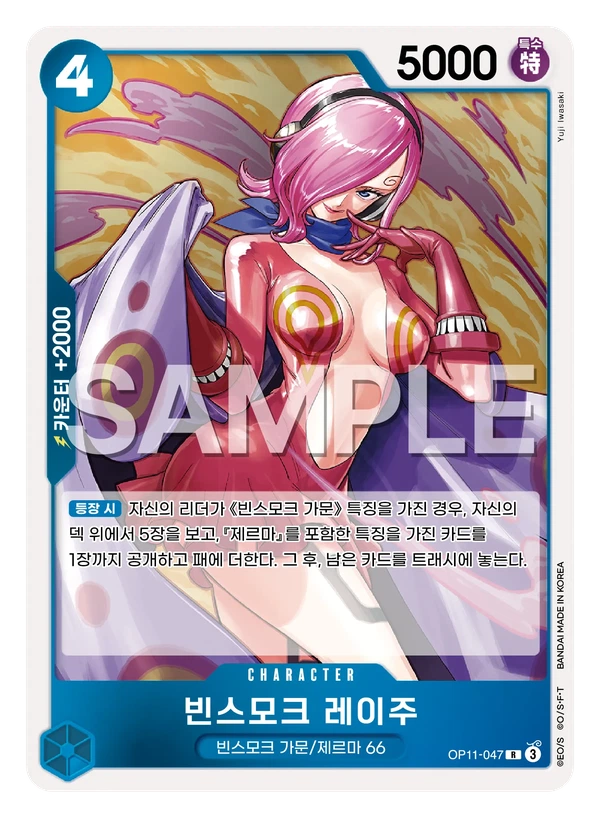 4
5000
특수
特
Yuji Iwasaki
카운터 +2000
SAMPLE
등장 시 자신의 리더가 《빈스모크 가문》 특징을 가진 경우, 자신의
덱 위에서 5장을 보고, 『제르마』를 포함한 특징을 가진 카드를
1장까지 공개하고 패에 더한다. 그 후, 남은 카드를 트래시에 놓는다.
CHARACTER
빈스모크 레이주
빈스모크 가문/제르마 66
OP11-047 R 3
©EO/S ©O/S·F·T BANDAI MADE IN KOREA